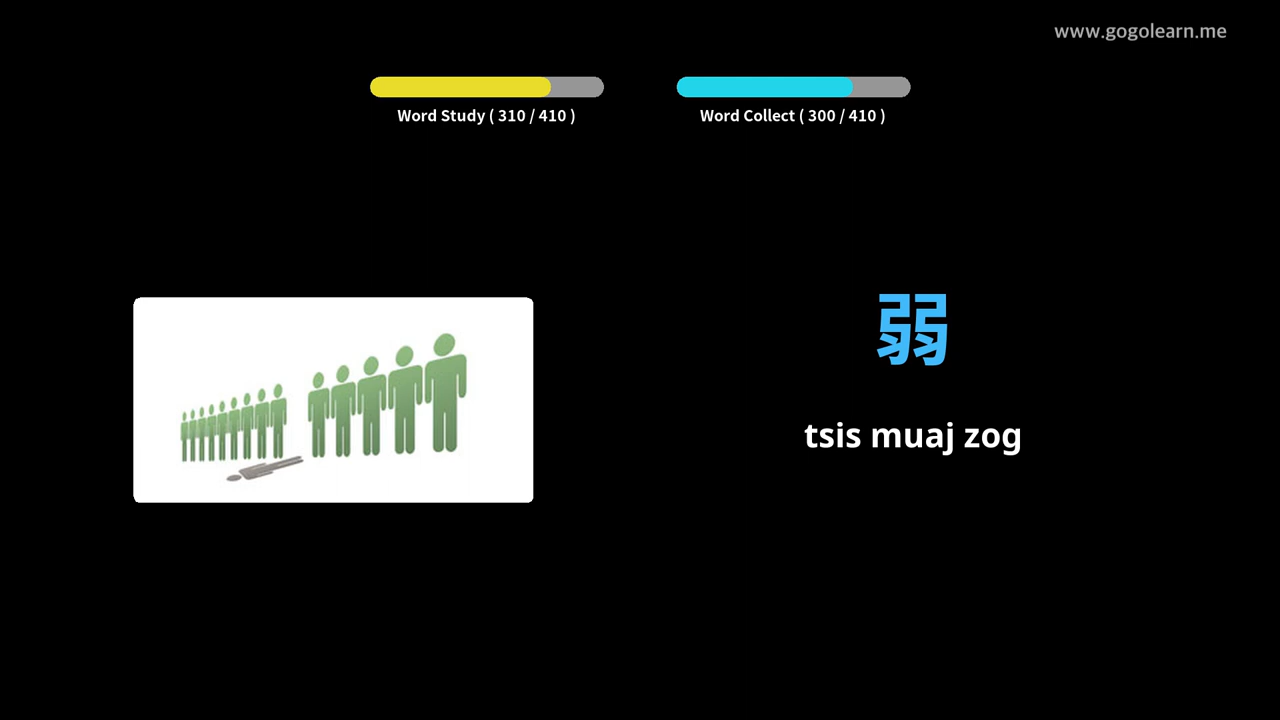 www.gogolearn.me
Word Study ( 310 / 410 )
Word Collect ( 300 / 410 )
弱
tsis muaj zog